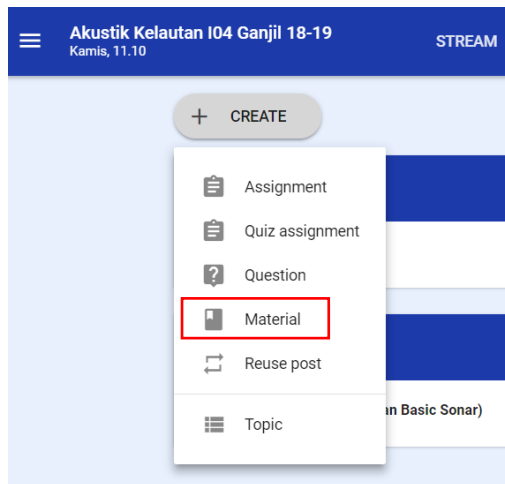 Akustik Kelautan I04 Ganjil 18-19
Kamis, 11.10
STREAM
+ CREATE
Assignment
Quiz assignment
Question
Material
Reuse post
Topic
n Basic Sonar)